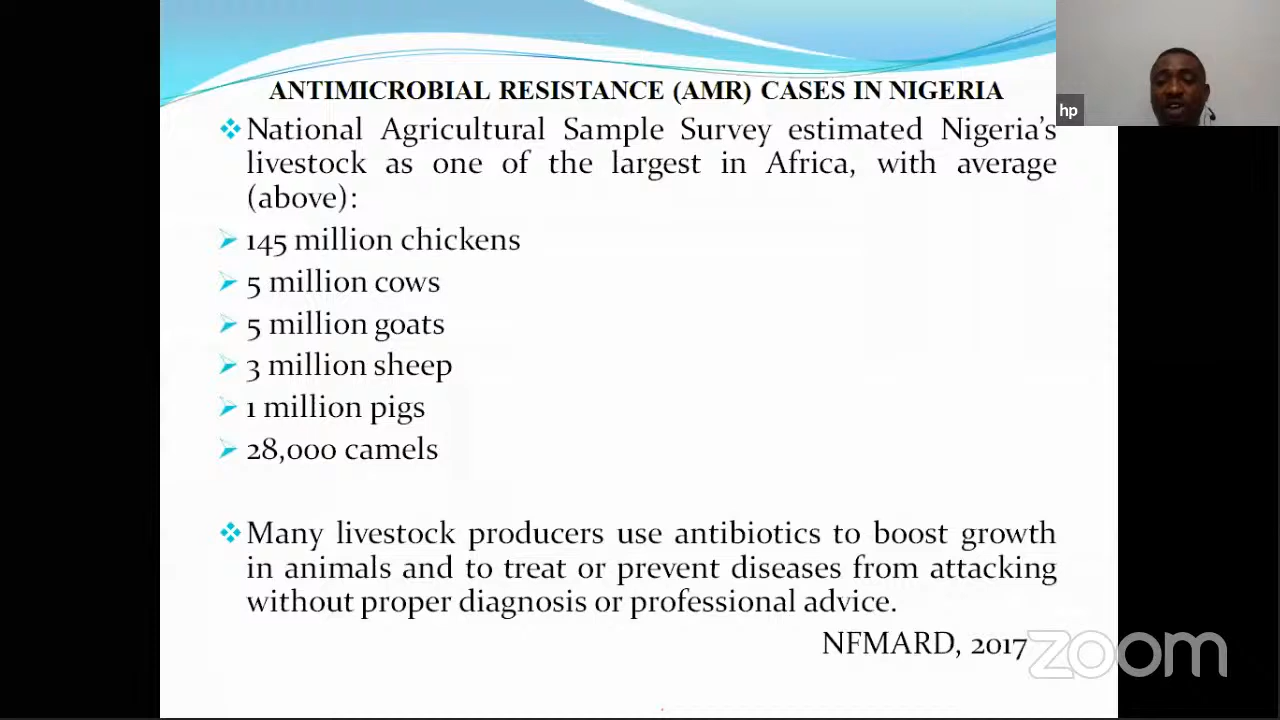 ANTIMICROBIAL RESISTANCE (AMR) CASES IN NIGERIA
hp
National Agricultural Sample Survey estimated Nigeria's
livestock as one of the largest in Africa, with average
(above):
145 million chickens
5 million cows
5 million goats
3 million sheep
1 million pigs
28,000 camels
Many livestock producers use antibiotics to boost growth
in animals and to treat or prevent diseases from attacking
without proper diagnosis or professional advice.
NFMARD, 2017
zoom